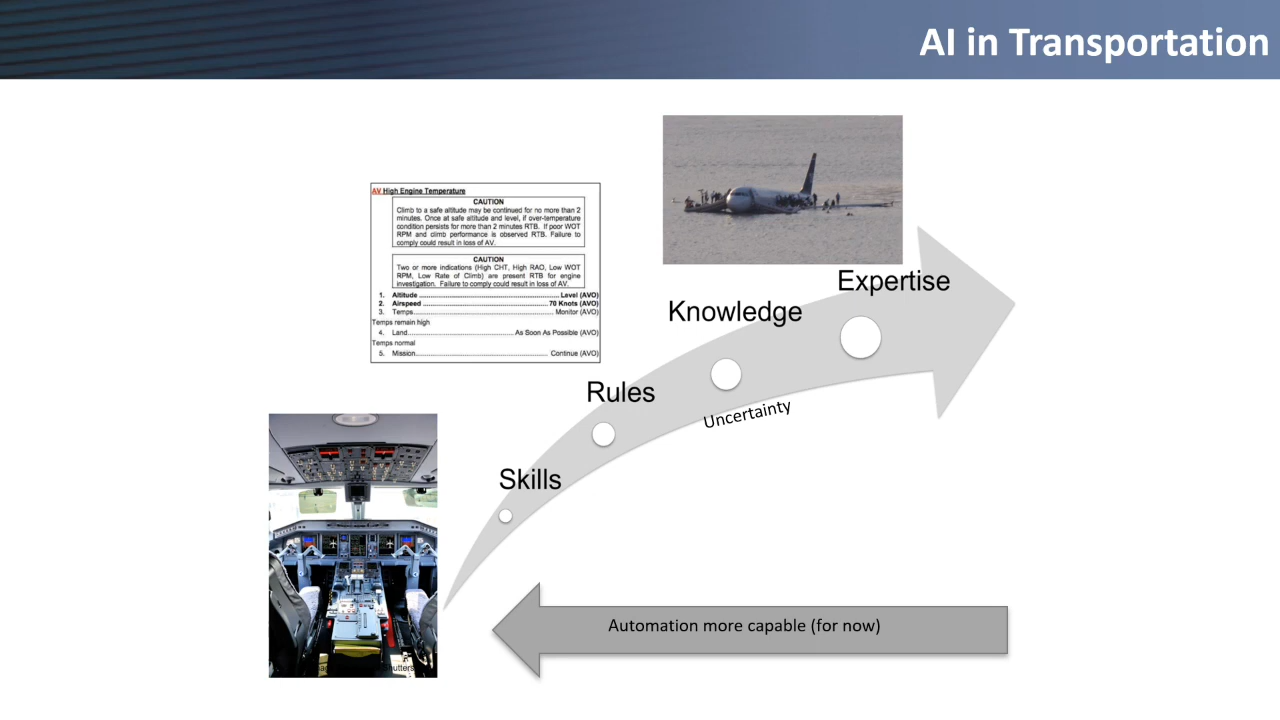 AI in Transportation
AV High Engine Temperature
CAUTION
Climb to a safe altitude may be continued for no more than 2
minutes. Once at safe altitude and level, if over-temperature
condition persists for more than 2 minutes RTB. If poor WOT
RPM and climb performance is observed RTB. Failure to
comply could result in loss of AV.
CAUTION
Two or more indications (High CHT, High RAO, Low WOT
RPM, Low Rate of Climb) are present RTB for engine
investigation. Failure to comply could result in loss of AV.
1. Altitude ........................................ Level (AVO)
2. Airspeed ........................................ 70 Knots (AVO)
3. Temps ........................................ Monitor (AVO)
Temps remain high
4. Land ........................................ As Soon As Possible (AVO)
Temps normal
5. Mission ........................................ Continue (AVO)
Expertise
Knowledge
Rules
Uncertainty
Skills
Automation more capable (for now)